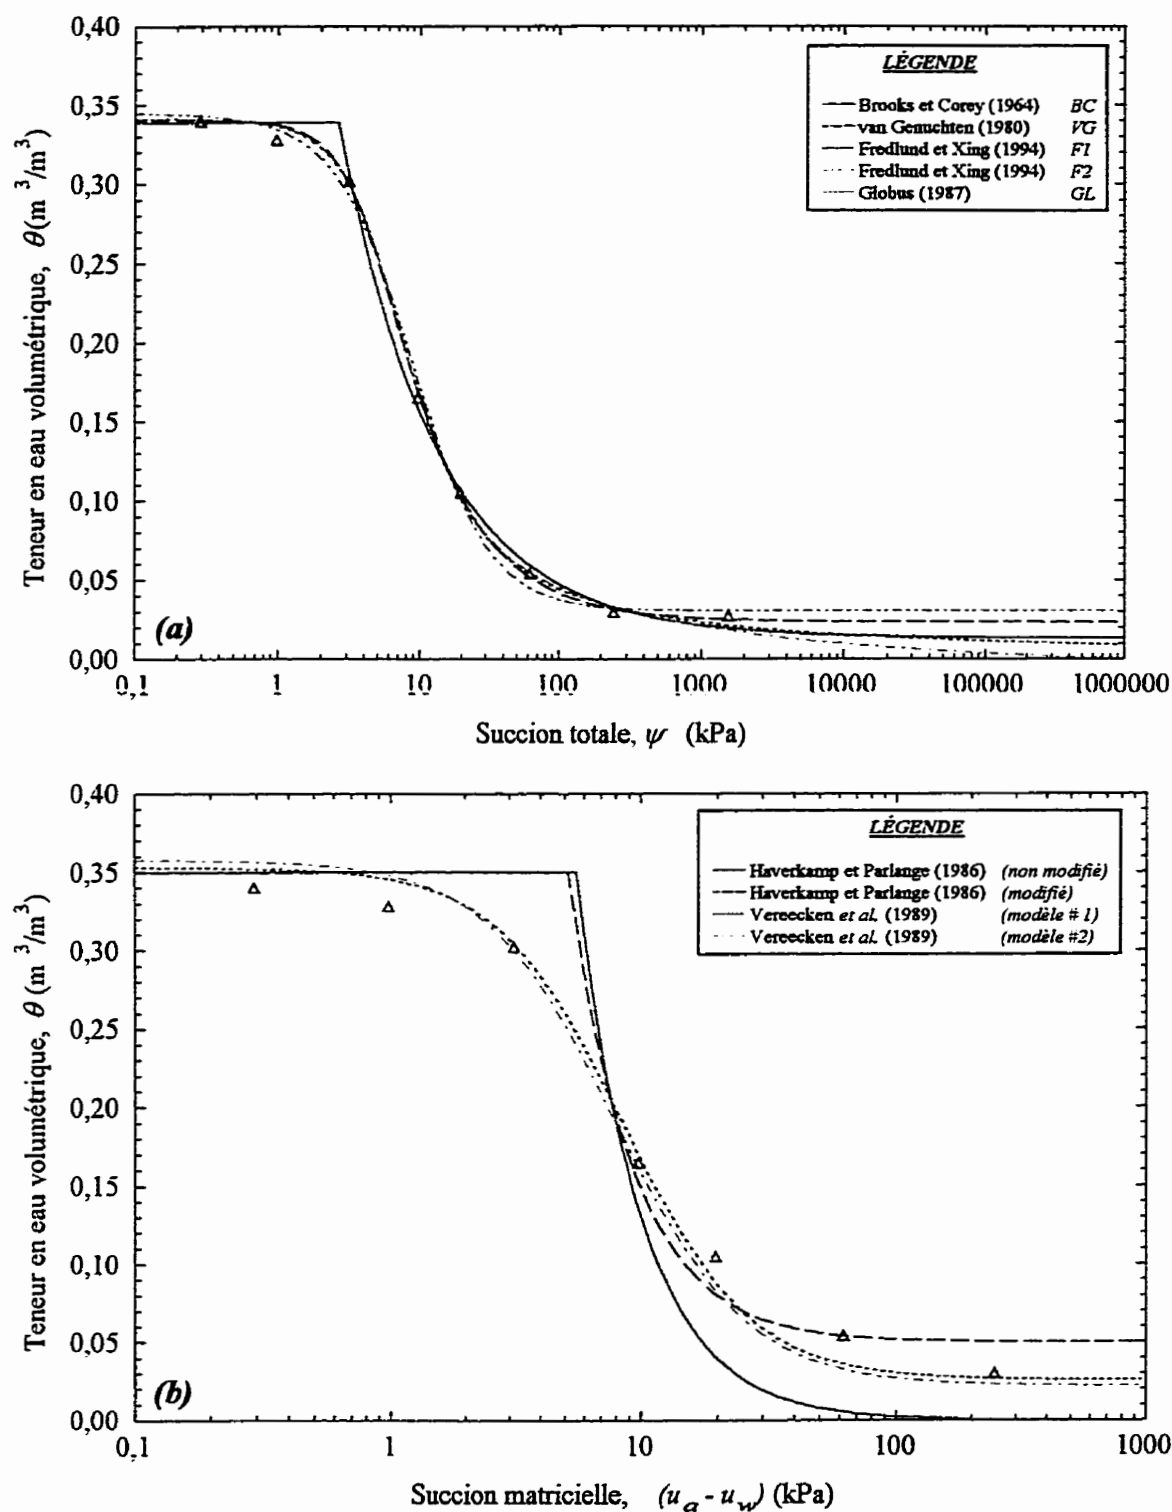 0,40
0,35
0,30
0,25
0,20
0,15
0,10
0,05
0,00
Teneur en eau volumétrique, θ(m³/m³)
LÉGENDE
Brooks et Corey (1964) BC
van Genuchten (1980) VG
Fredlund et Xing (1994) F1
Fredlund et Xing (1994) F2
Globus (1987) GL
(a)
0,1 1 10 100 1000 10000 100000 1000000
Succion totale, ψ (kPa)
0,40
0,35
0,30
0,25
0,20
0,15
0,10
0,05
0,00
Teneur en eau volumétrique, θ (m³/m³)
LÉGENDE
Haverkamp et Parlange (1986) (non modifié)
Haverkamp et Parlange (1986) (modifié)
Vereecken et al. (1989) (modèle # 1)
Vereecken et al. (1989) (modèle #2)
(b)
0,1 1 10 100 1000
Succion matricielle, (u_a - u_w) (kPa)